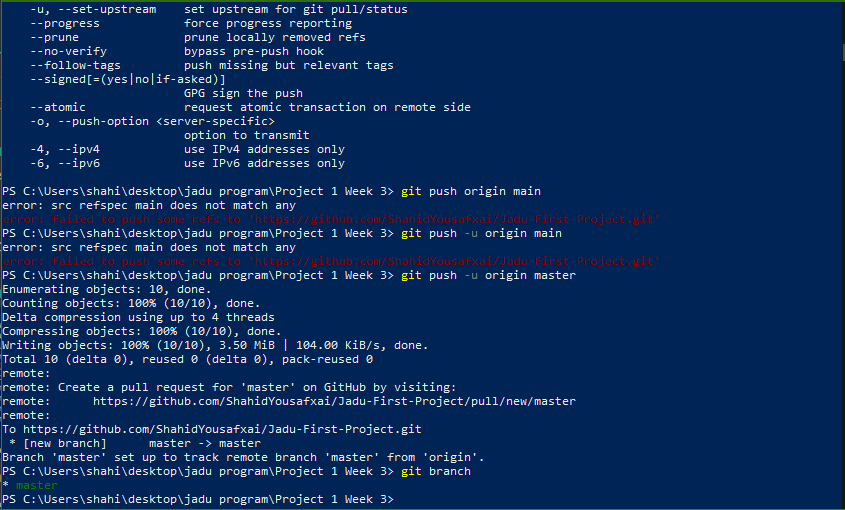 -u, --set-upstream    set upstream for git pull/status
--progress            force progress reporting
--prune               prune locally removed refs
--no-verify           bypass pre-push hook
--follow-tags         push missing but relevant tags
--signed[=(yes|no|if-asked)]
GPG sign the push
--atomic              request atomic transaction on remote side
-o, --push-option <server-specific>
option to transmit
-4, --ipv4            use IPv4 addresses only
-6, --ipv6            use IPv6 addresses only
PS C:\Users\shahi\desktop\jadu program\Project 1 Week 3> git push origin main
error: src refspec main does not match any
error: failed to push some refs to 'https://github.com/ShahidYousafxai/Jadu-First-Project.git'
PS C:\Users\shahi\desktop\jadu program\Project 1 Week 3> git push -u origin main
error: src refspec main does not match any
error: failed to push some refs to 'https://github.com/ShahidYousafxai/Jadu-First-Project.git'
PS C:\Users\shahi\desktop\jadu program\Project 1 Week 3> git push -u origin master
Enumerating objects: 10, done.
Counting objects: 100% (10/10), done.
Delta compression using up to 4 threads
Compressing objects: 100% (10/10), done.
Writing objects: 100% (10/10), 3.50 MiB | 104.00 KiB/s, done.
Total 10 (delta 0), reused 0 (delta 0), pack-reused 0
remote:
remote: Create a pull request for 'master' on GitHub by visiting:
remote:      https://github.com/ShahidYousafxai/Jadu-First-Project/pull/new/master
remote:
To https://github.com/ShahidYousafxai/Jadu-First-Project.git
* [new branch]      master -> master
Branch 'master' set up to track remote branch 'master' from 'origin'.
PS C:\Users\shahi\desktop\jadu program\Project 1 Week 3> git branch
* master
PS C:\Users\shahi\desktop\jadu program\Project 1 Week 3>